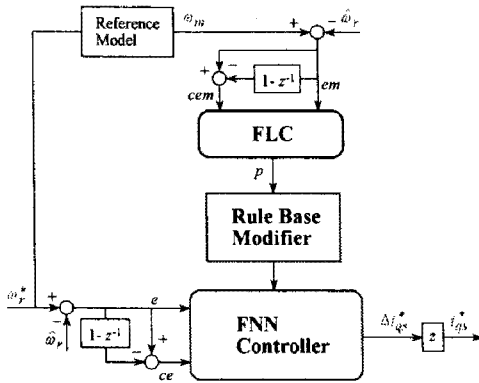 Reference
Model
ω_m
+
−
ω̂_r
+
−
−
1 - z⁻¹
cem
em
FLC
p
Rule Base
Modifier
ω_r*
+
−
ω̂_r
e
1 - z⁻¹
+
−
ce
FNN
Controller
Δi_qs*
z
i_qs*